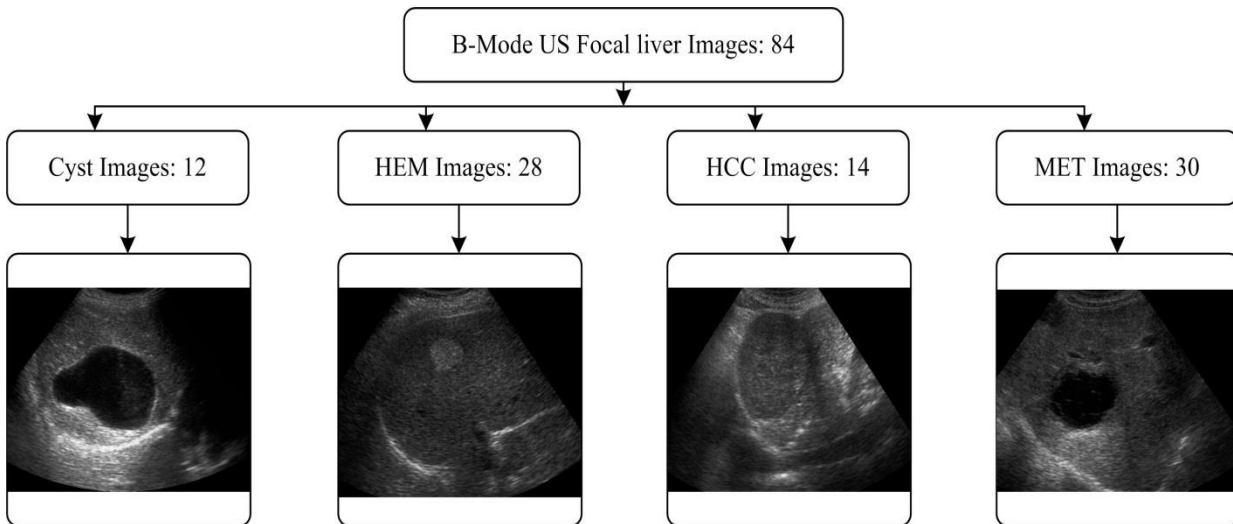 B-Mode US Focal liver Images: 84
Cyst Images: 12
HEM Images: 28
HCC Images: 14
MET Images: 30